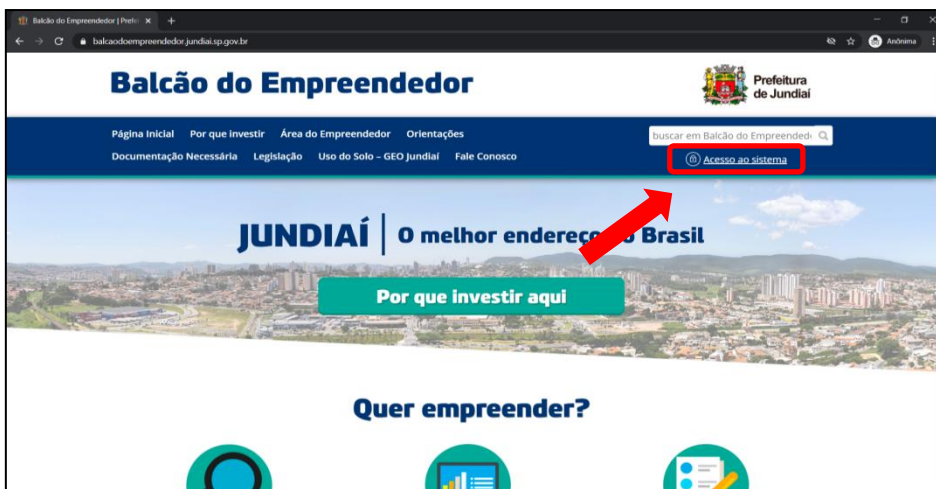 Balcão do Empreendedor | Prefei
balcaodoempreendedor.jundiai.sp.gov.br
Anônima
Balcão do Empreendedor
Prefeitura
de Jundiaí
Página Inicial Por que investir Área do Empreendedor Orientações
buscar em Balcão do Empreended
Documentação Necessária Legislação Uso do Solo – GEO Jundiaí Fale Conosco
Acesso ao sistema
JUNDIAÍ | O melhor endereço Brasil
Por que investir aqui
Quer empreender?